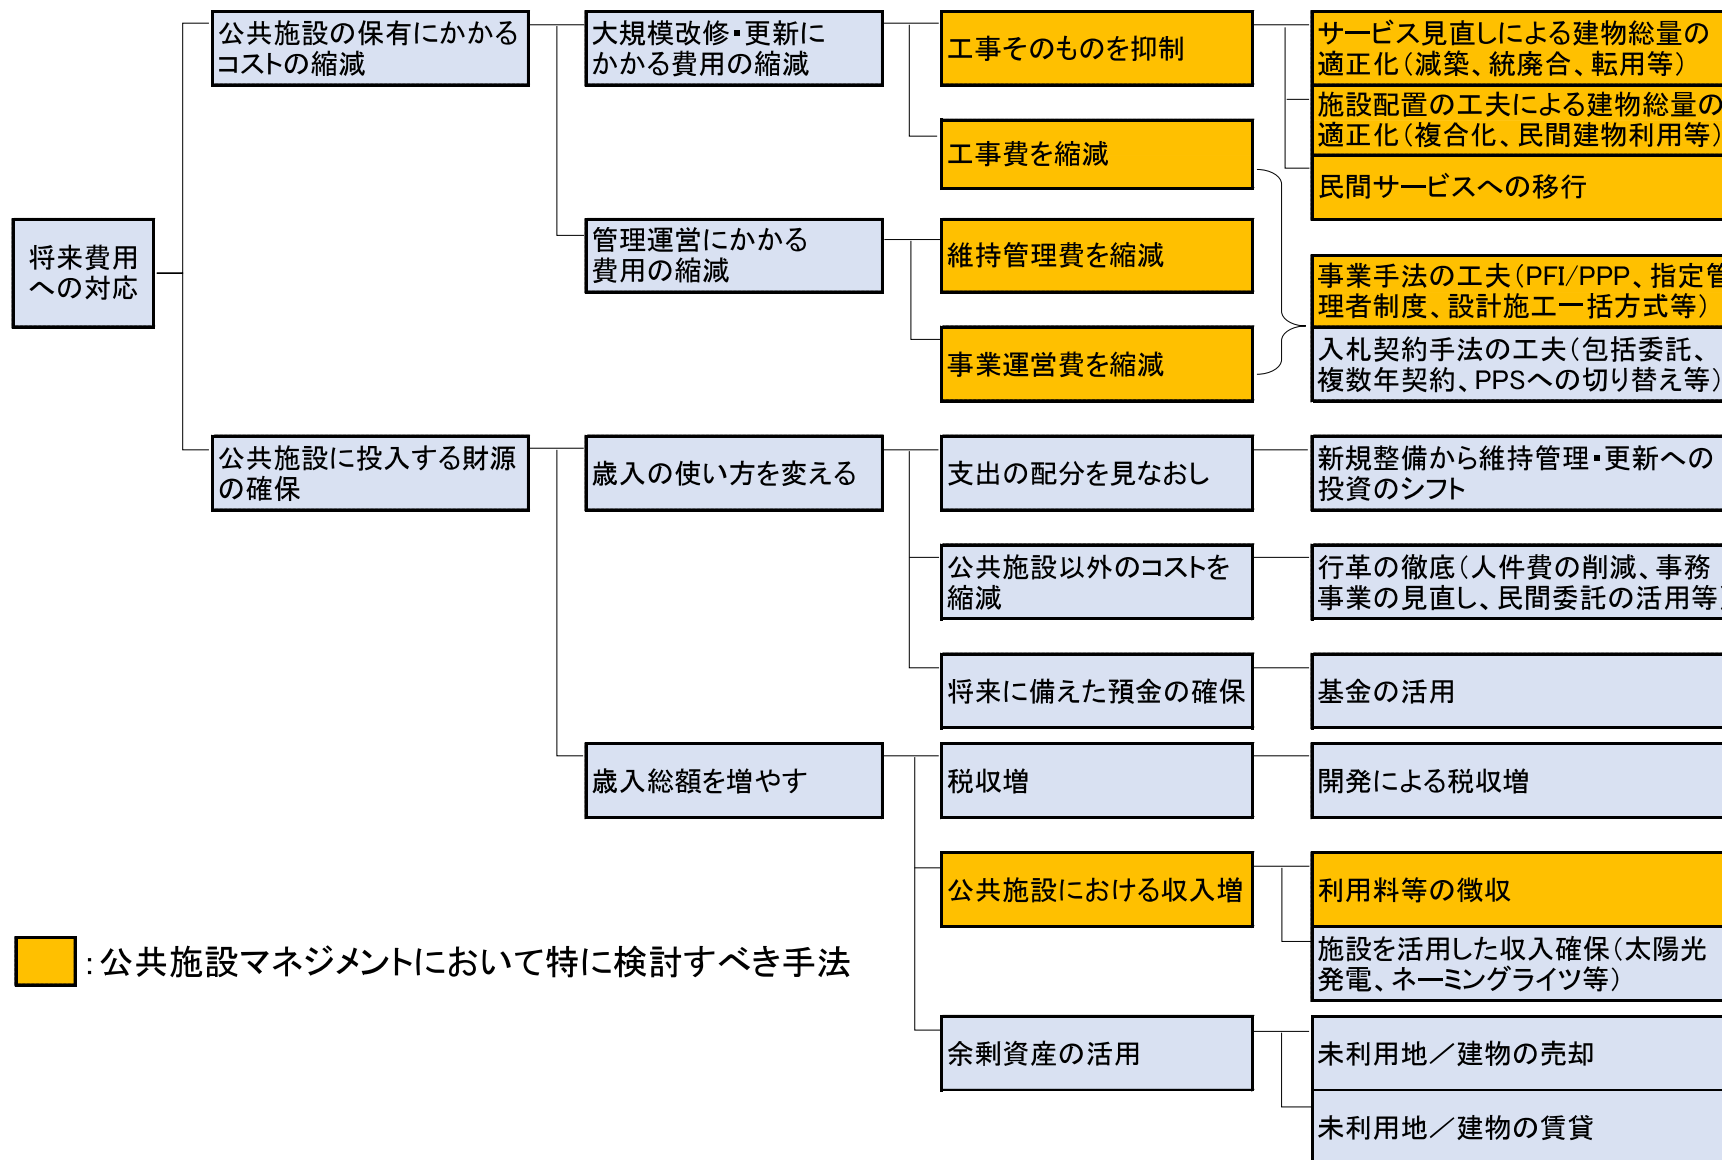 将来費用
への対応
公共施設の保有にかかる
コストの縮減
大規模改修・更新に
かかる費用の縮減
工事そのものを抑制
サービス見直しによる建物総量の
適正化(減築、統廃合、転用等)
施設配置の工夫による建物総量の
適正化(複合化、民間建物利用等)
民間サービスへの移行
工事費を縮減
管理運営にかかる
費用の縮減
維持管理費を縮減
事業運営費を縮減
事業手法の工夫(PFI/PPP、指定管
理者制度、設計施工一括方式等)
入札契約手法の工夫(包括委託、
複数年契約、PPSへの切り替え等)
公共施設に投入する財源
の確保
歳入の使い方を変える
支出の配分を見なおし
新規整備から維持管理・更新への
投資のシフト
公共施設以外のコストを
縮減
行革の徹底(人件費の削減、事務
事業の見直し、民間委託の活用等)
将来に備えた預金の確保
基金の活用
歳入総額を増やす
税収増
開発による税収増
公共施設における収入増
利用料等の徴収
施設を活用した収入確保(太陽光
発電、ネーミングライツ等)
余剰資産の活用
未利用地／建物の売却
未利用地／建物の賃貸
:公共施設マネジメントにおいて特に検討すべき手法